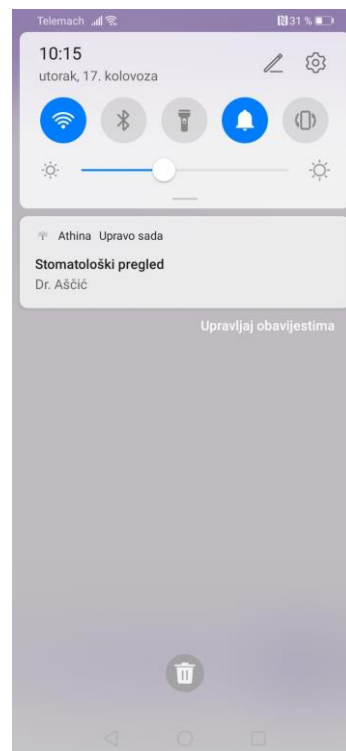 Telemach 31 %
10:15
utorak, 17. kolovoza
Athina Upravo sada
Stomatološki pregled
Dr. Aščić
Upravljaj obavijestima